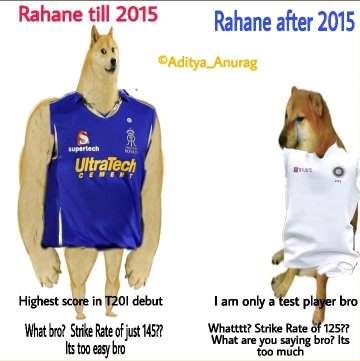 Rahane till 2015
Rahane after 2015
©Aditya_Anurag
supertech
UltraTech
CEMENT
Highest score in T20I debut
What bro? Strike Rate of just 145??
Its too easy bro
I am only a test player bro
Whatttt? Strike Rate of 125??
What are you saying bro? Its
too much